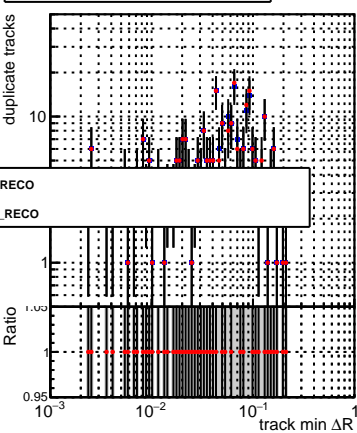 duplicate tracks
10
RECO
_RECO
1
Ratio
1.05
1
0.95
10⁻³
10⁻²
10⁻¹
1
track min ΔR